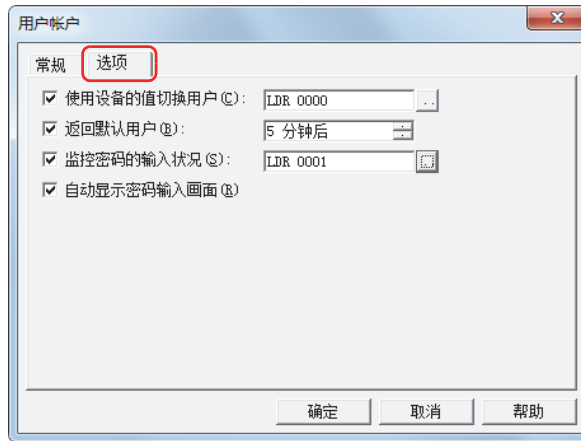 用户帐户
常规 选项
使用设备的值切换用户(C): LDR 0000 ..
返回默认用户(B): 5 分钟后
监控密码的输入状况(S): LDR 0001
自动显示密码输入画面(R)
确定 取消 帮助